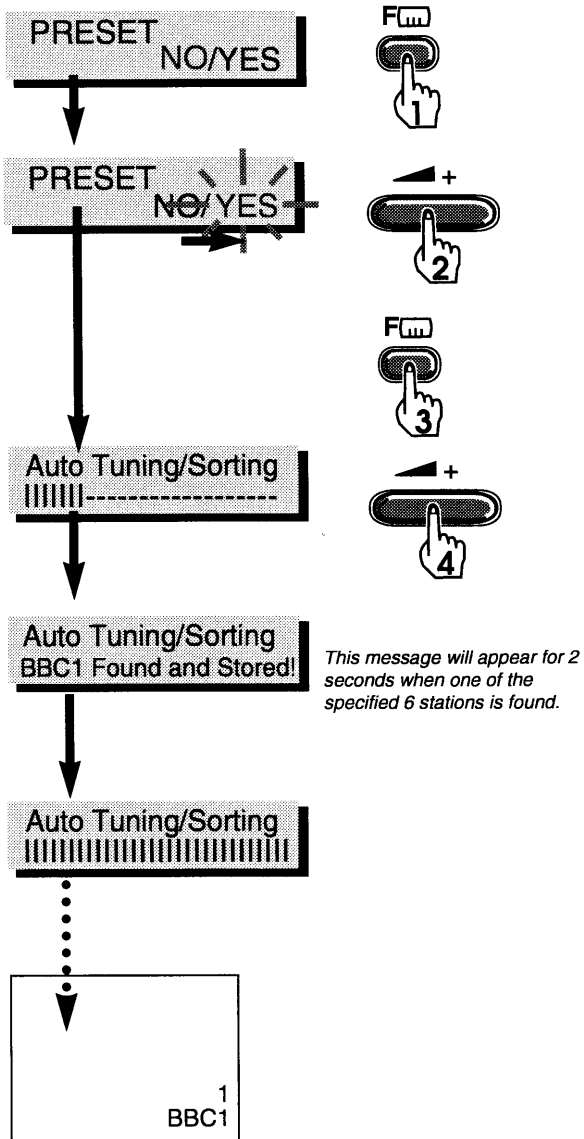 PRESET
NO/YES
F
1
PRESET
NO/YES
+
2
F
3
Auto Tuning/Sorting
+
4
Auto Tuning/Sorting
BBC1 Found and Stored!
This message will appear for 2
seconds when one of the
specified 6 stations is found.
Auto Tuning/Sorting
1
BBC1